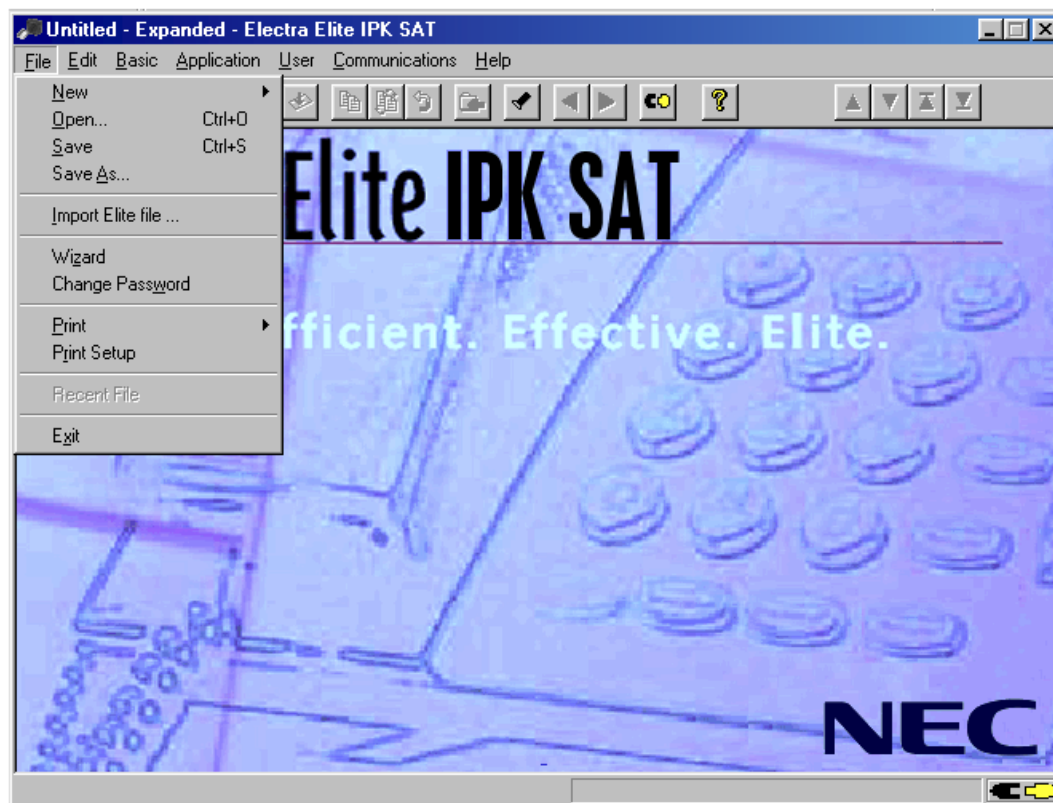 Untitled - Expanded - Electra Elite IPK SAT
File Edit Basic Application User Communications Help
New
Open... Ctrl+O
Save Ctrl+S
Save As...
Import Elite file ...
Wizard
Change Password
Print
Print Setup
Recent File
Exit
Elite IPK SAT
fficient. Effective. Elite.
NEC